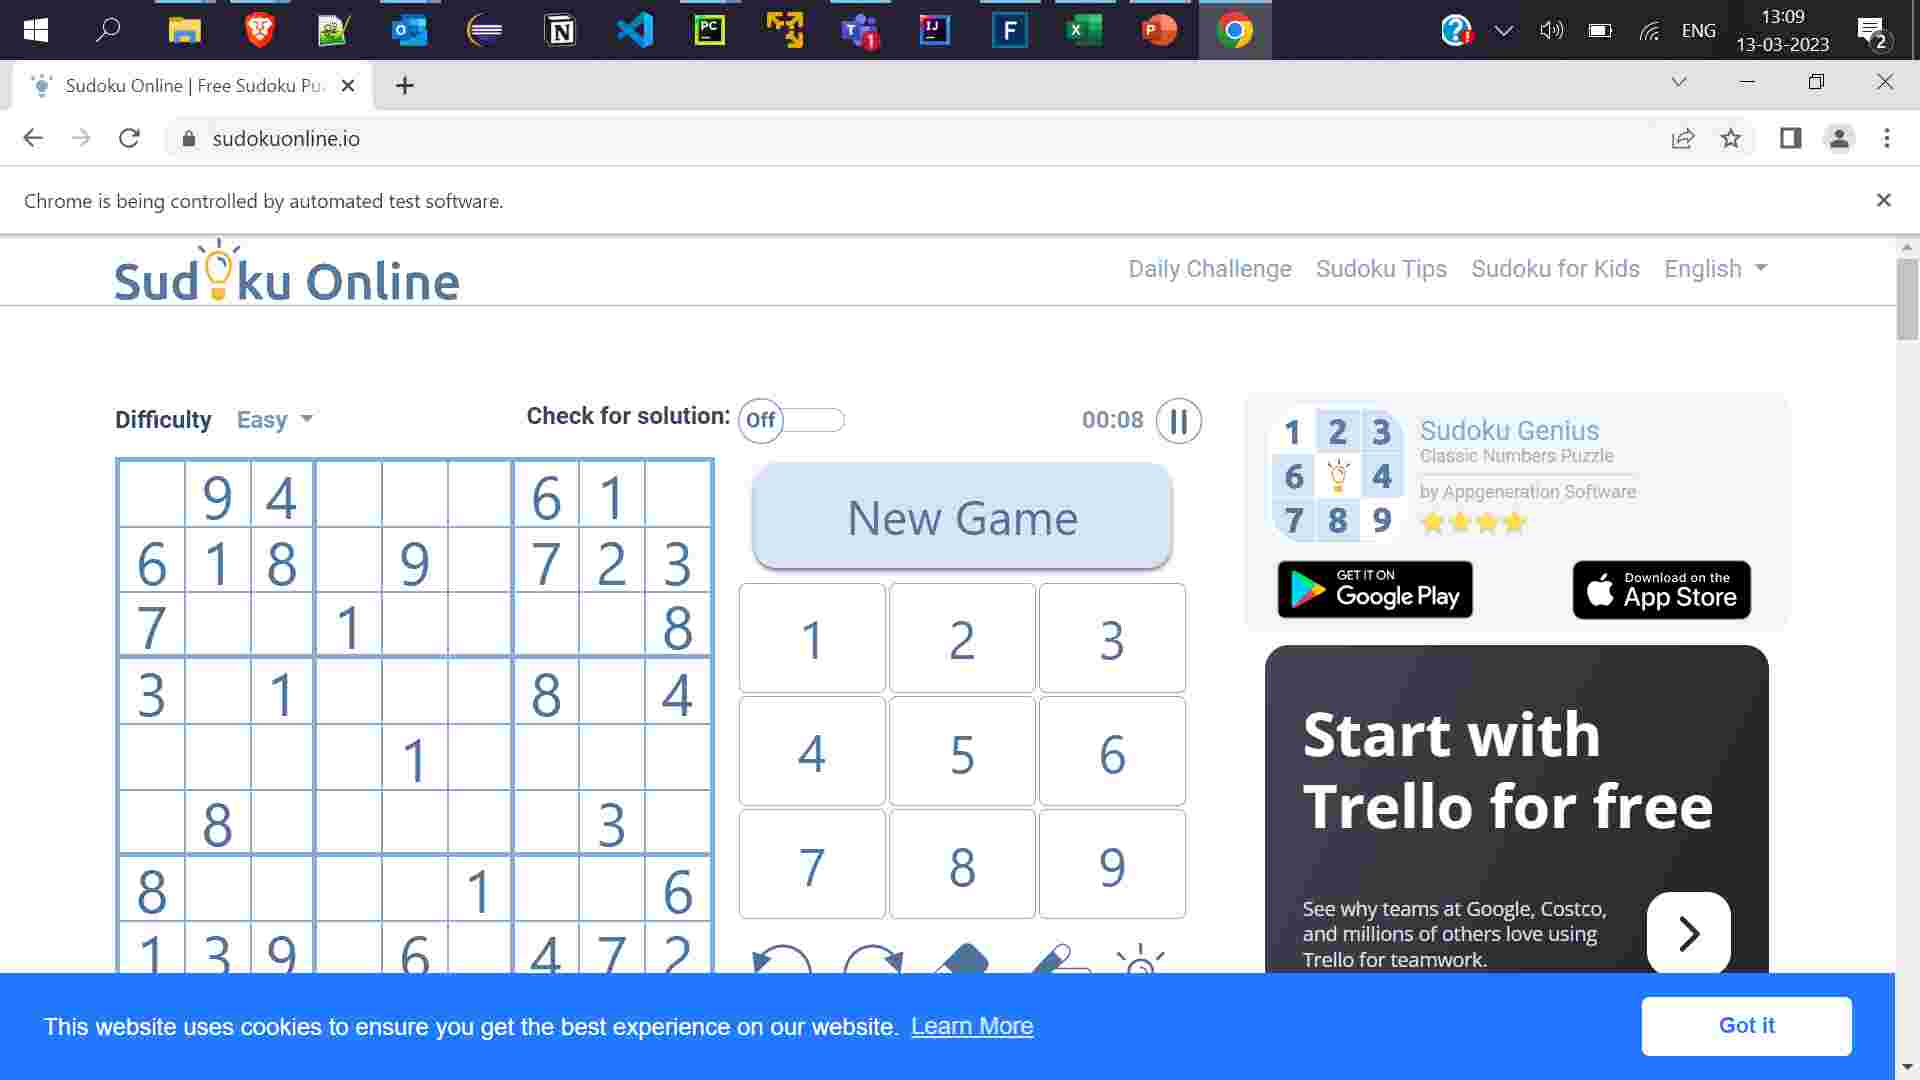 ENG
13:09
13-03-2023
2
Sudoku Online | Free Sudoku Pu
sudokuonline.io
Chrome is being controlled by automated test software.
Sudoku Online
Daily Challenge Sudoku Tips Sudoku for Kids English
Difficulty Easy Check for solution: Off 00:08
9 4 6 1
6 1 8 9 7 2 3
7 1 8
3 1 8 4
1
8 3
8 1 6
1 3 9 6 4 7 2
New Game
1 2 3
4 5 6
7 8 9
1 2 3
6 4
7 8 9
Sudoku Genius
Classic Numbers Puzzle
by Appgeneration Software
GET IT ON
Google Play
Download on the
App Store
Start with
Trello for free
See why teams at Google, Costco,
and millions of others love using
Trello for teamwork.
This website uses cookies to ensure you get the best experience on our website. Learn More
Got it